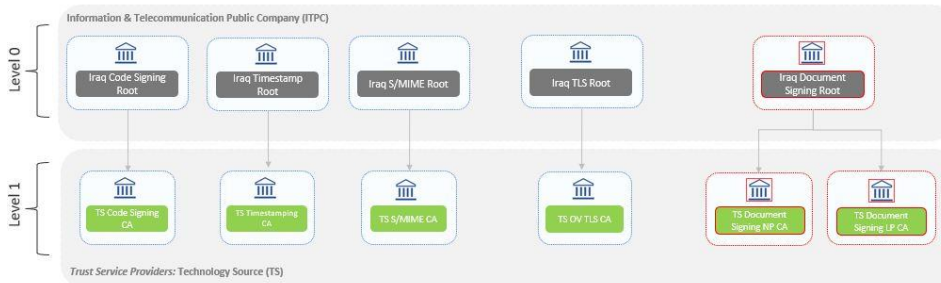 Information & Telecommunication Public Company (ITPC)
Level 0
Iraq Code Signing
Root
Iraq Timestamp
Root
Iraq S/MIME Root
Iraq TLS Root
Iraq Document
Signing Root
Level 1
TS Code Signing
CA
TS Timestamping
CA
TS S/MIME CA
TS OV TLS CA
TS Document
Signing NP CA
TS Document
Signing LP CA
Trust Service Providers: Technology Source (TS)